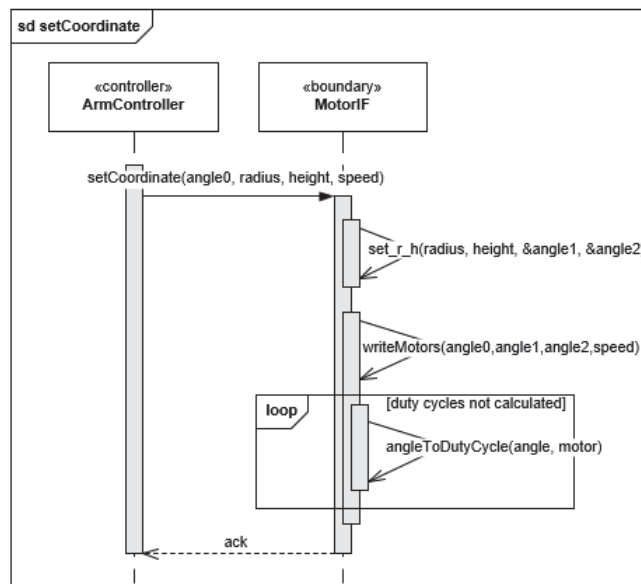 sd setCoordinate
«controller»
ArmController
«boundary»
MotorIF
setCoordinate(angle0, radius, height, speed)
set_r_h(radius, height, &angle1, &angle2
writeMotors(angle0,angle1,angle2,speed)
loop
[duty cycles not calculated]
angleToDutyCycle(angle, motor)
ack